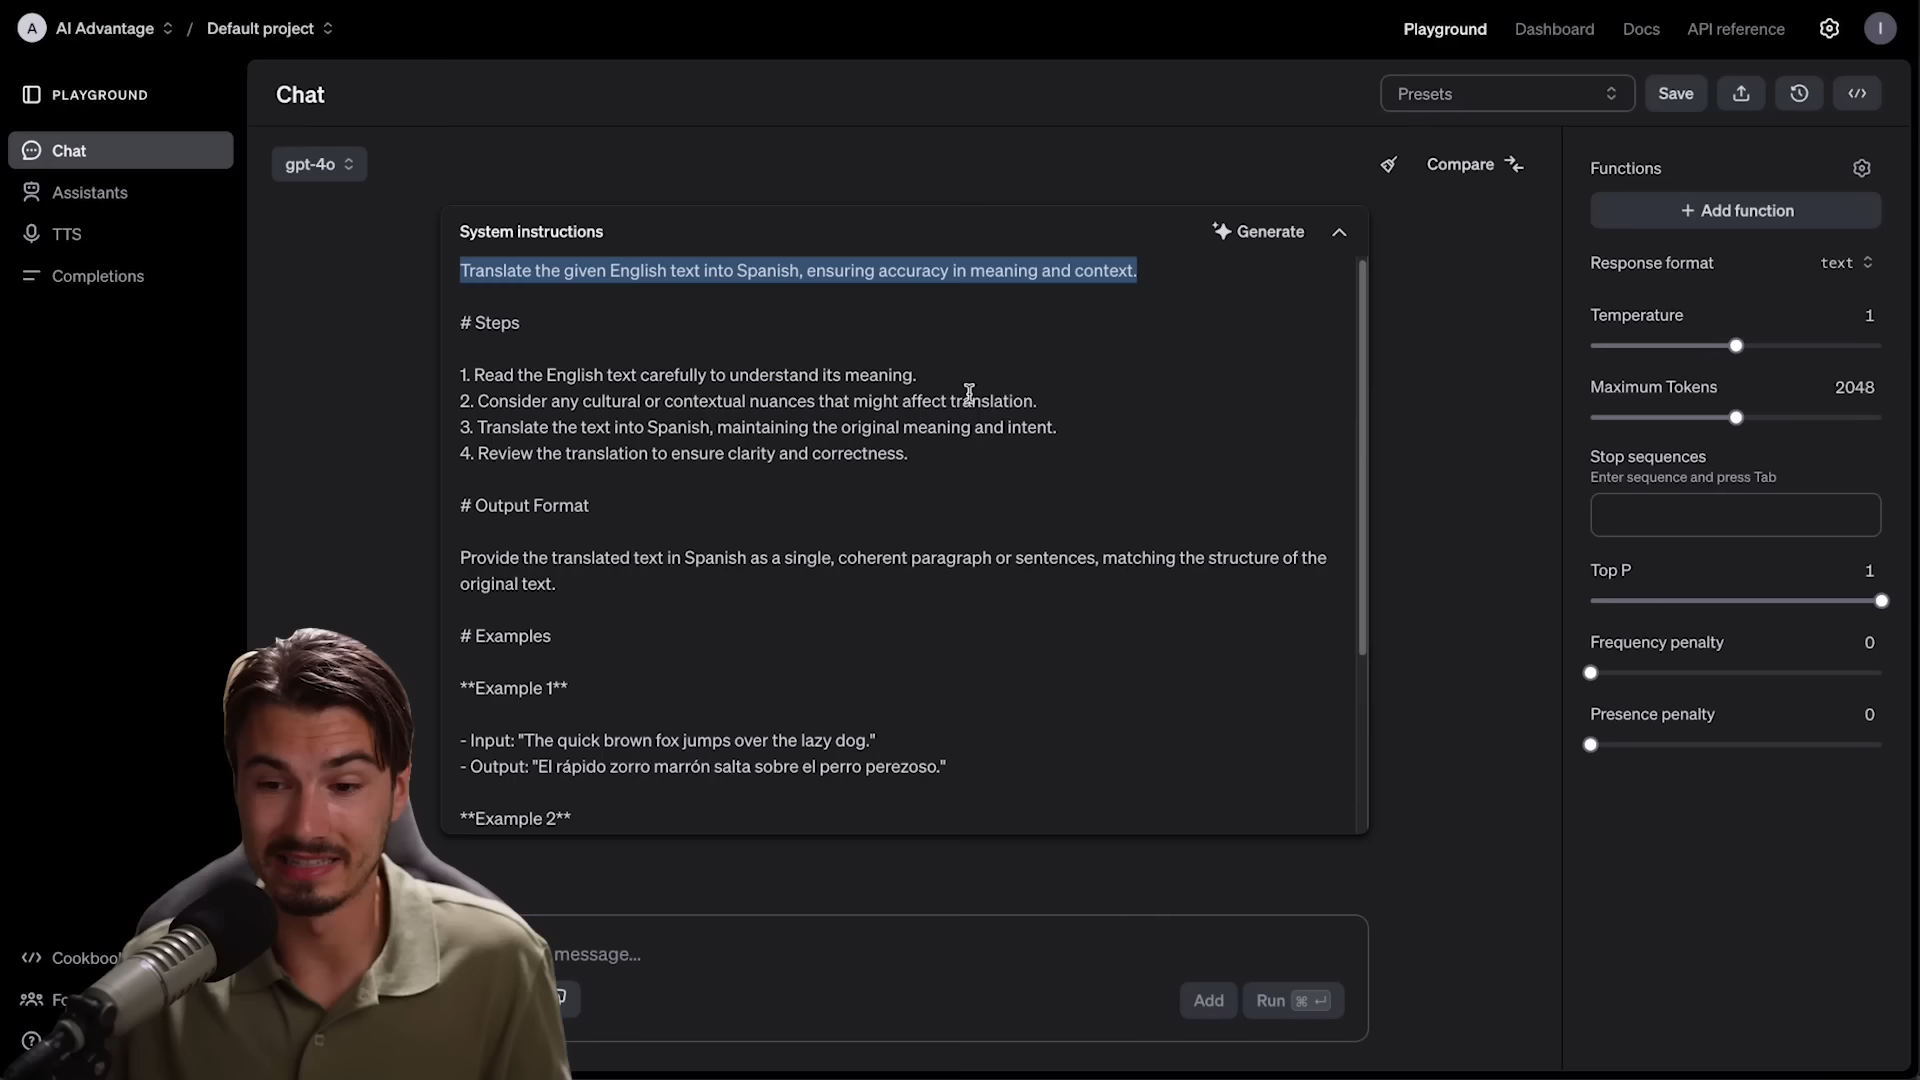 A AI Advantage / Default project
Playground Dashboard Docs API reference I
PLAYGROUND
Chat
Assistants
TTS
Completions
Chat
Presets Save
gpt-4o
Compare
System instructions
Generate
Translate the given English text into Spanish, ensuring accuracy in meaning and context.
# Steps
1. Read the English text carefully to understand its meaning.
2. Consider any cultural or contextual nuances that might affect translation.
3. Translate the text into Spanish, maintaining the original meaning and intent.
4. Review the translation to ensure clarity and correctness.
# Output Format
Provide the translated text in Spanish as a single, coherent paragraph or sentences, matching the structure of the
original text.
# Examples
**Example 1**
- Input: "The quick brown fox jumps over the lazy dog."
- Output: "El rápido zorro marrón salta sobre el perro perezoso."
**Example 2**
message...
Add Run ⌘ ↵
Functions
+ Add function
Response format text
Temperature 1
Maximum Tokens 2048
Stop sequences
Enter sequence and press Tab
Top P 1
Frequency penalty 0
Presence penalty 0